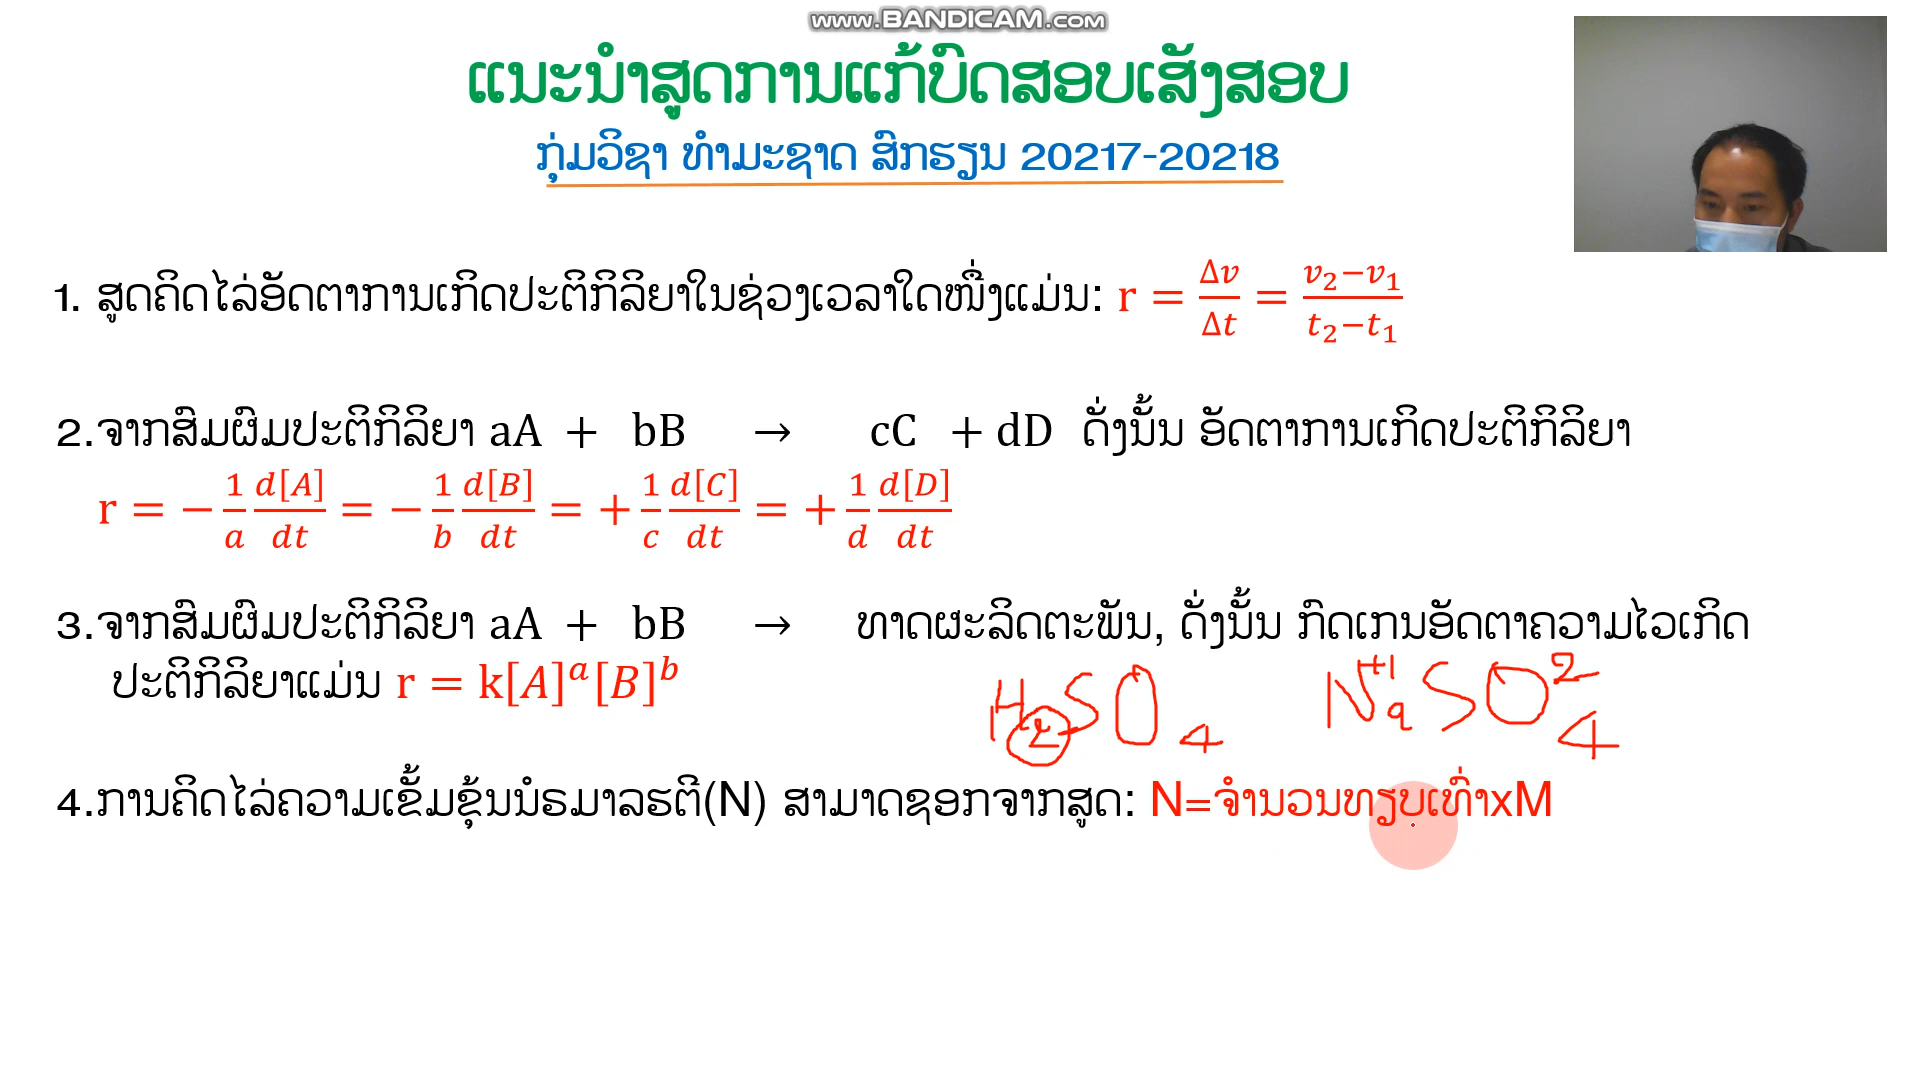 www.BANDICAM.com
ແນະນຳສູດການແກ້ບົດສອບເສັງສອບ
ກຸ່ມວິຊາ ທຳມະຊາດ ສົກຮຽນ 20217-20218
1. ສູດຄິດໄລ່ອັດຕາການເກິດປະຕິກິລິຍາໃນຊ່ວງເວລາໃດໜຶ່ງແມ່ນ: r = Δv/Δt = (v₂−v₁)/(t₂−t₁)
2.ຈາກສົມຜົມປະຕິກິລິຍາ aA + bB → cC + dD ດັ່ງນັ້ນ ອັດຕາການເກິດປະຕິກິລິຍາ
r = − 1/a d[A]/dt = − 1/b d[B]/dt = + 1/c d[C]/dt = + 1/d d[D]/dt
3.ຈາກສົມຜົມປະຕິກິລິຍາ aA + bB → ທາດຜະລິດຕະພັນ, ດັ່ງນັ້ນ ກົດເກນອັດຕາຄວາມໄວເກິດ
ປະຕິກິລິຍາແມ່ນ r = k[A]ᵃ[B]ᵇ
H₂SO₄ Na⁺¹SO₄²⁻
4.ການຄິດໄລ່ຄວາມເຂັ້ມຂຸ້ນນໍຣມາລຣຕີ(N) ສາມາດຊອກຈາກສູດ: N=ຈຳນວນທຽບເທົ່າxM